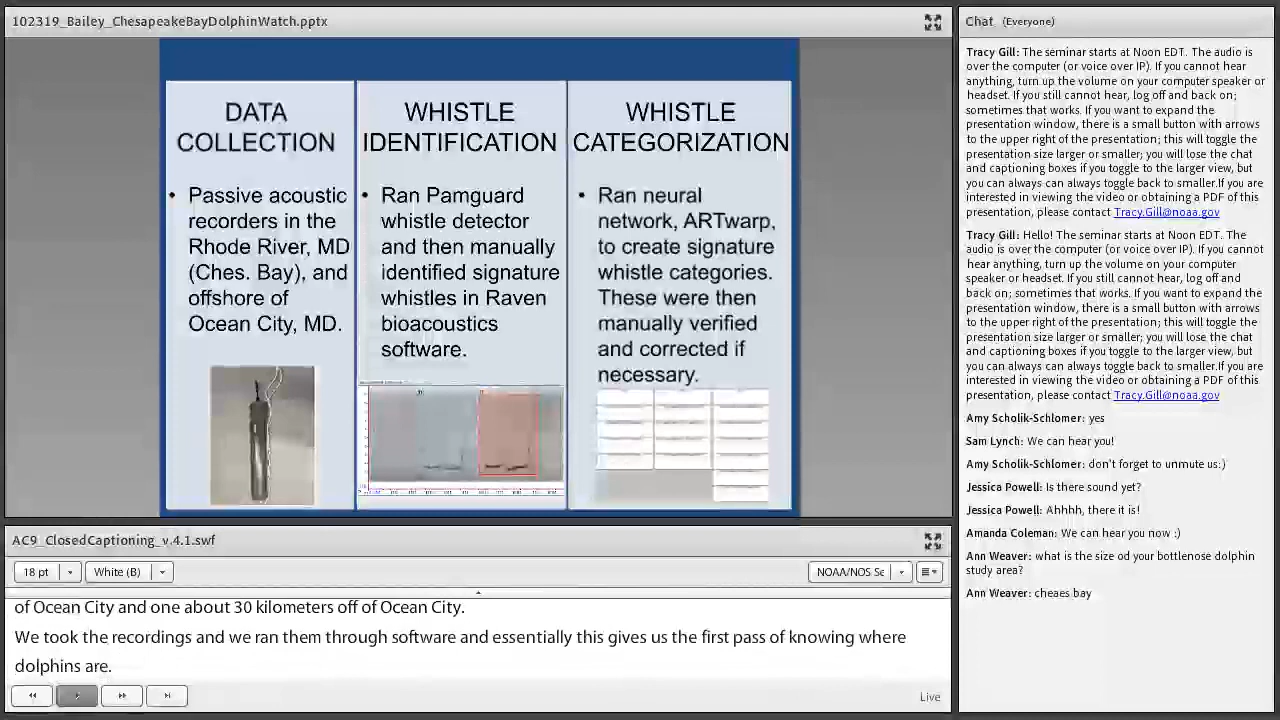 102319_Bailey_ChesapeakeBayDolphinWatch.pptx
DATA
COLLECTION
• Passive acoustic
recorders in the
Rhode River, MD
(Ches. Bay), and
offshore of
Ocean City, MD.
WHISTLE
IDENTIFICATION
• Ran Pamguard
whistle detector
and then manually
identified signature
whistles in Raven
bioacoustics
software.
WHISTLE
CATEGORIZATION
• Ran neural
network, ARTwarp,
to create signature
whistle categories.
These were then
manually verified
and corrected if
necessary.
AC9_ClosedCaptioning_v.4.1.swf
18 pt
White (B)
NOAA/NOS Se
of Ocean City and one about 30 kilometers off of Ocean City.
We took the recordings and we ran them through software and essentially this gives us the first pass of knowing where
dolphins are.
Live
Chat (Everyone)
Tracy Gill: The seminar starts at Noon EDT. The audio is
over the computer (or voice over IP). If you cannot hear
anything, turn up the volume on your computer speaker or
headset. If you still cannot hear, log off and back on;
sometimes that works. If you want to expand the
presentation window, there is a small button with arrows
to the upper right of the presentation; this will toggle the
presentation size larger or smaller; you will lose the chat
and captioning boxes if you toggle to the larger view, but
you can always can always toggle back to smaller.If you are
interested in viewing the video or obtaining a PDF of this
presentation, please contact Tracy.Gill@noaa.gov
Tracy Gill: Hello! The seminar starts at Noon EDT. The
audio is over the computer (or voice over IP). If you cannot
hear anything, turn up the volume on your computer
speaker or headset. If you still cannot hear, log off and
back on; sometimes that works. If you want to expand the
presentation window, there is a small button with arrows
to the upper right of the presentation; this will toggle the
presentation size larger or smaller; you will lose the chat
and captioning boxes if you toggle to the larger view, but
you can always can always toggle back to smaller.If you are
interested in viewing the video or obtaining a PDF of this
presentation, please contact Tracy.Gill@noaa.gov
Amy Scholik-Schlomer: yes
Sam Lynch: We can hear you!
Amy Scholik-Schlomer: don't forget to unmute us:)
Jessica Powell: Is there sound yet?
Jessica Powell: Ahhhh, there it is!
Amanda Coleman: We can hear you now :)
Ann Weaver: what is the size od your bottlenose dolphin
study area?
Ann Weaver: cheaes bay